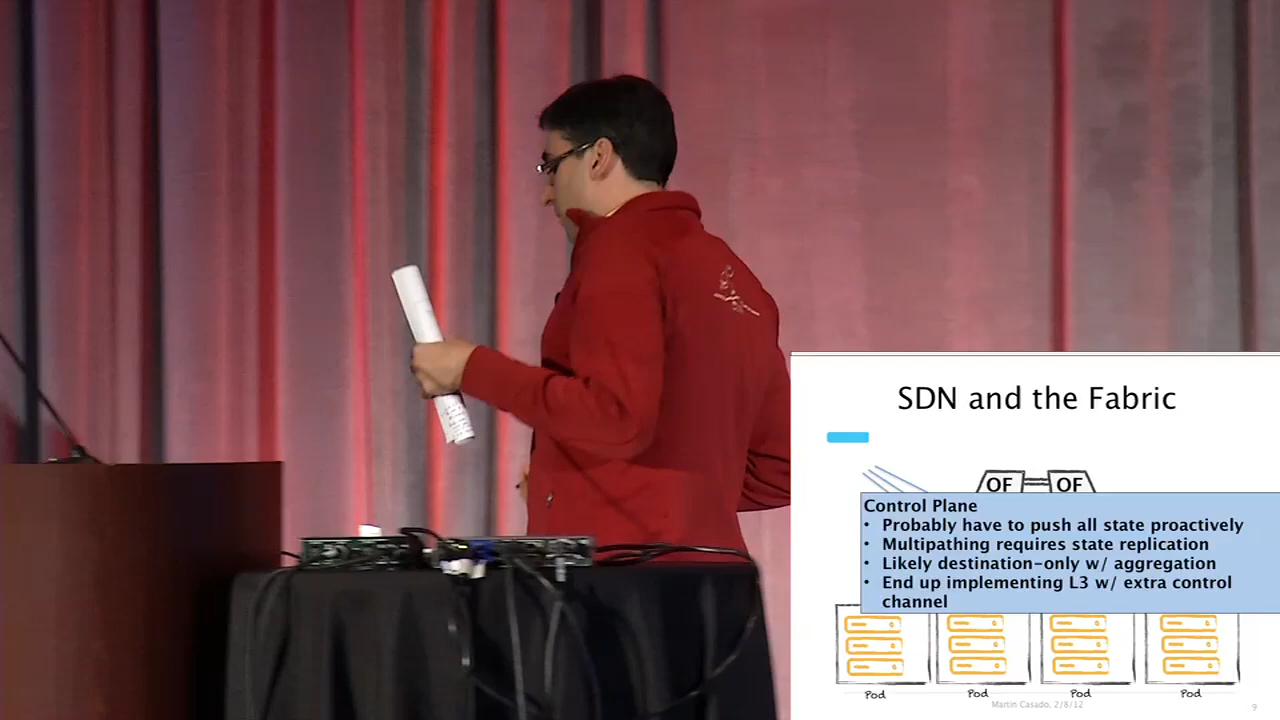 SDN and the Fabric
OF OF
Control Plane
• Probably have to push all state proactively
• Multipathing requires state replication
• Likely destination-only w/ aggregation
• End up implementing L3 w/ extra control
channel
Pod Pod Pod Pod
Martin Casado, 2/8/12
9